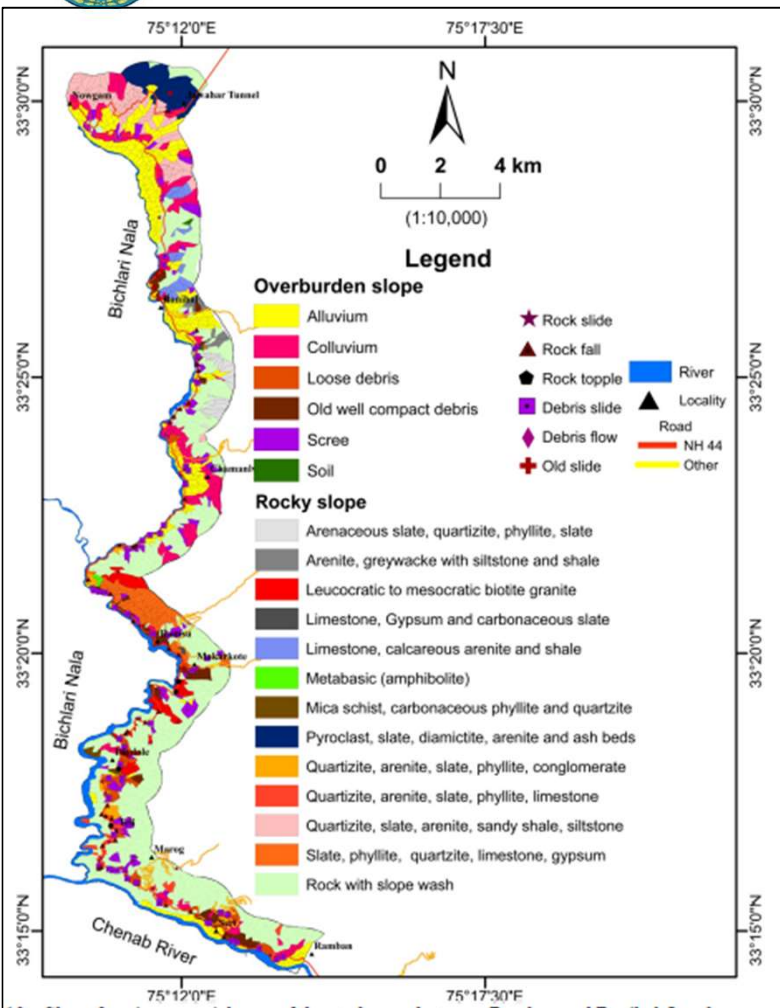 75°12'0"E
75°17'30"E
33°30'0"N
33°30'0"N
Nowgam
Jawahar Tunnel
N
0 2 4 km
(1:10,000)
Bichlari Nala
Legend
Overburden slope
Alluvium
Colluvium
Loose debris
Old well compact debris
Scree
Soil
Rock slide
Rock fall
Rock topple
Debris slide
Debris flow
Old slide
River
Locality
Road
NH 44
Other
33°25'0"N
33°25'0"N
Rocky slope
Arenaceous slate, quartizite, phyllite, slate
Arenite, greywacke with siltstone and shale
Leucocratic to mesocratic biotite granite
Limestone, Gypsum and carbonaceous slate
Limestone, calcareous arenite and shale
Metabasic (amphibolite)
Mica schist, carbonaceous phyllite and quartzite
Pyroclast, slate, diamictite, arenite and ash beds
Quartizite, arenite, slate, phyllite, conglomerate
Quartizite, arenite, slate, phyllite, limestone
Quartizite, slate, arenite, sandy shale, siltstone
Slate, phyllite, quartzite, limestone, gypsum
Rock with slope wash
33°20'0"N
33°20'0"N
Makarkote
Bichlari Nala
Marog
Chenab River
Ramban
33°15'0"N
33°15'0"N
75°12'0"E
75°17'30"E